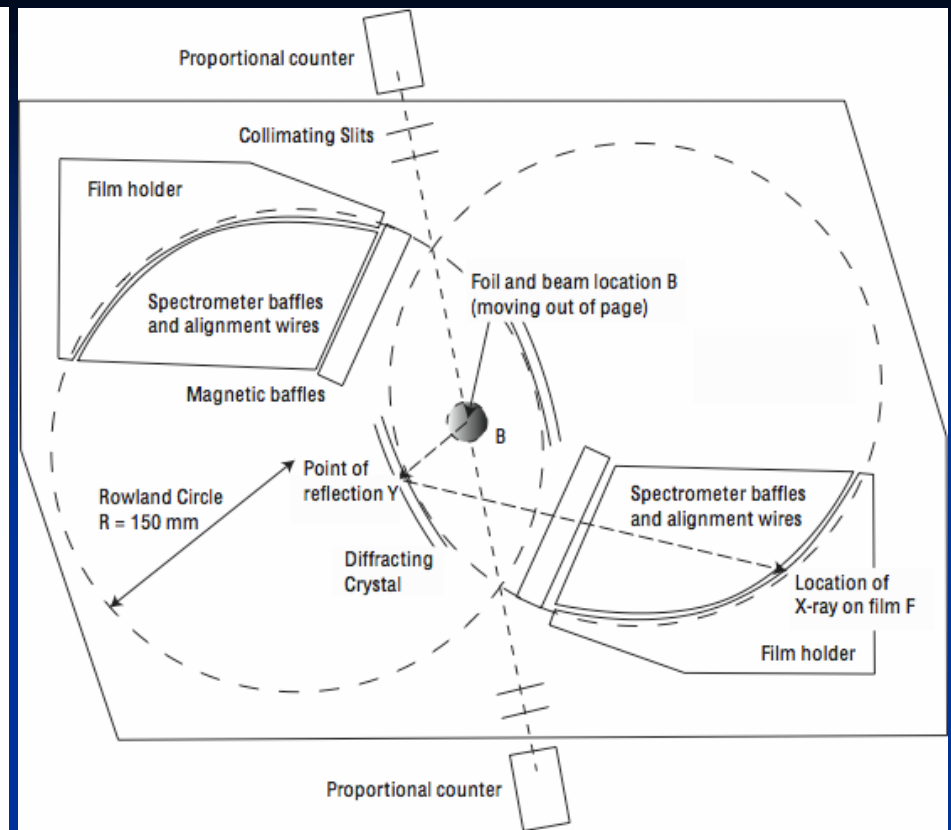 Proportional counter
Collimating Slits
Film holder
Foil and beam location B
(moving out of page)
Spectrometer baffles
and alignment wires
Magnetic baffles
B
Point of
reflection Y
Rowland Circle
R = 150 mm
Spectrometer baffles
and alignment wires
Diffracting
Crystal
Location of
X-ray on film F
Film holder
Proportional counter